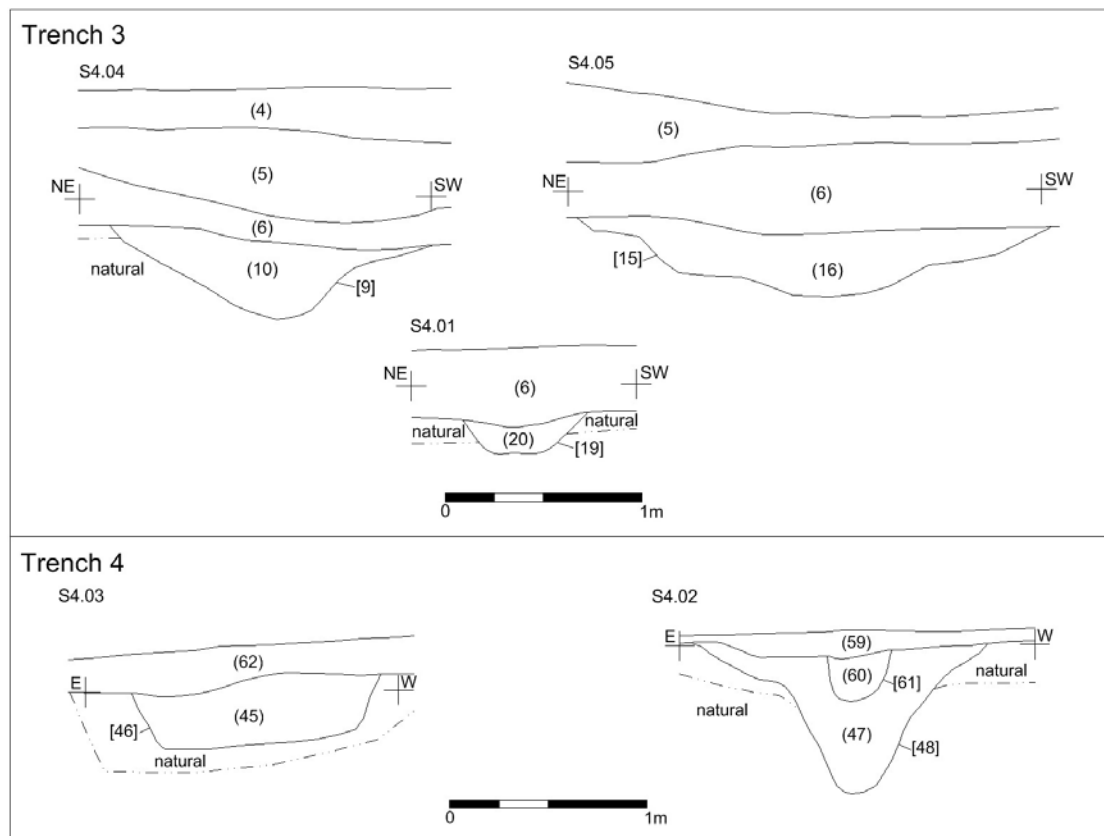 Trench 3
S4.04
(4)
(5)
NE
SW
(6)
natural
(10)
[9]
S4.05
(5)
NE
SW
(6)
[15]
(16)
S4.01
NE
SW
(6)
natural
natural
(20)
[19]
0 1m
Trench 4
S4.03
(62)
E
W
[46]
(45)
natural
S4.02
E
W
(59)
(60)
[61]
natural
natural
(47)
[48]
0 1m